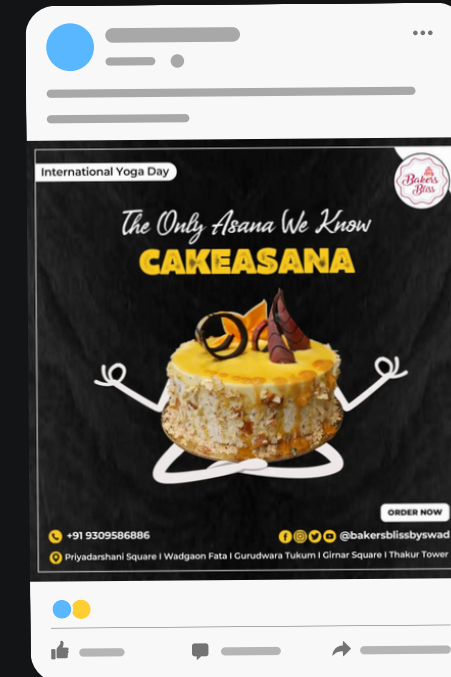 International Yoga Day
Bakers
Bliss
The Only Asana We Know
CAKEASANA
ORDER NOW
+91 9309586886
@bakersblissbyswad
Priyadarshani Square I Wadgaon Fata I Gurudwara Tukum I Girnar Square I Thakur Tower